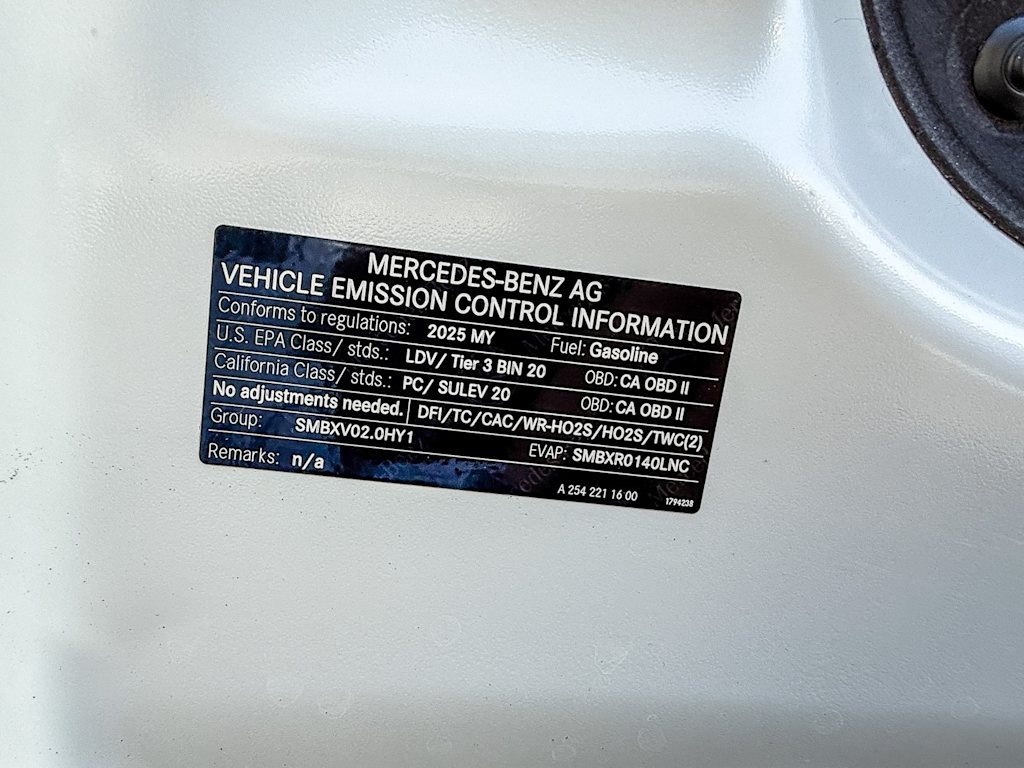 MERCEDES-BENZ AG
VEHICLE EMISSION CONTROL INFORMATION
Conforms to regulations: 2025 MY Fuel: Gasoline
U.S. EPA Class/ stds.: LDV/ Tier 3 BIN 20 OBD: CA OBD II
California Class/ stds.: PC/ SULEV 20 OBD: CA OBD II
No adjustments needed. DFI/TC/CAC/WR-HO2S/HO2S/TWC(2)
Group: SMBXV02.0HY1 EVAP: SMBXR0140LNC
Remarks: n/a
A 254 221 16 00 1794238